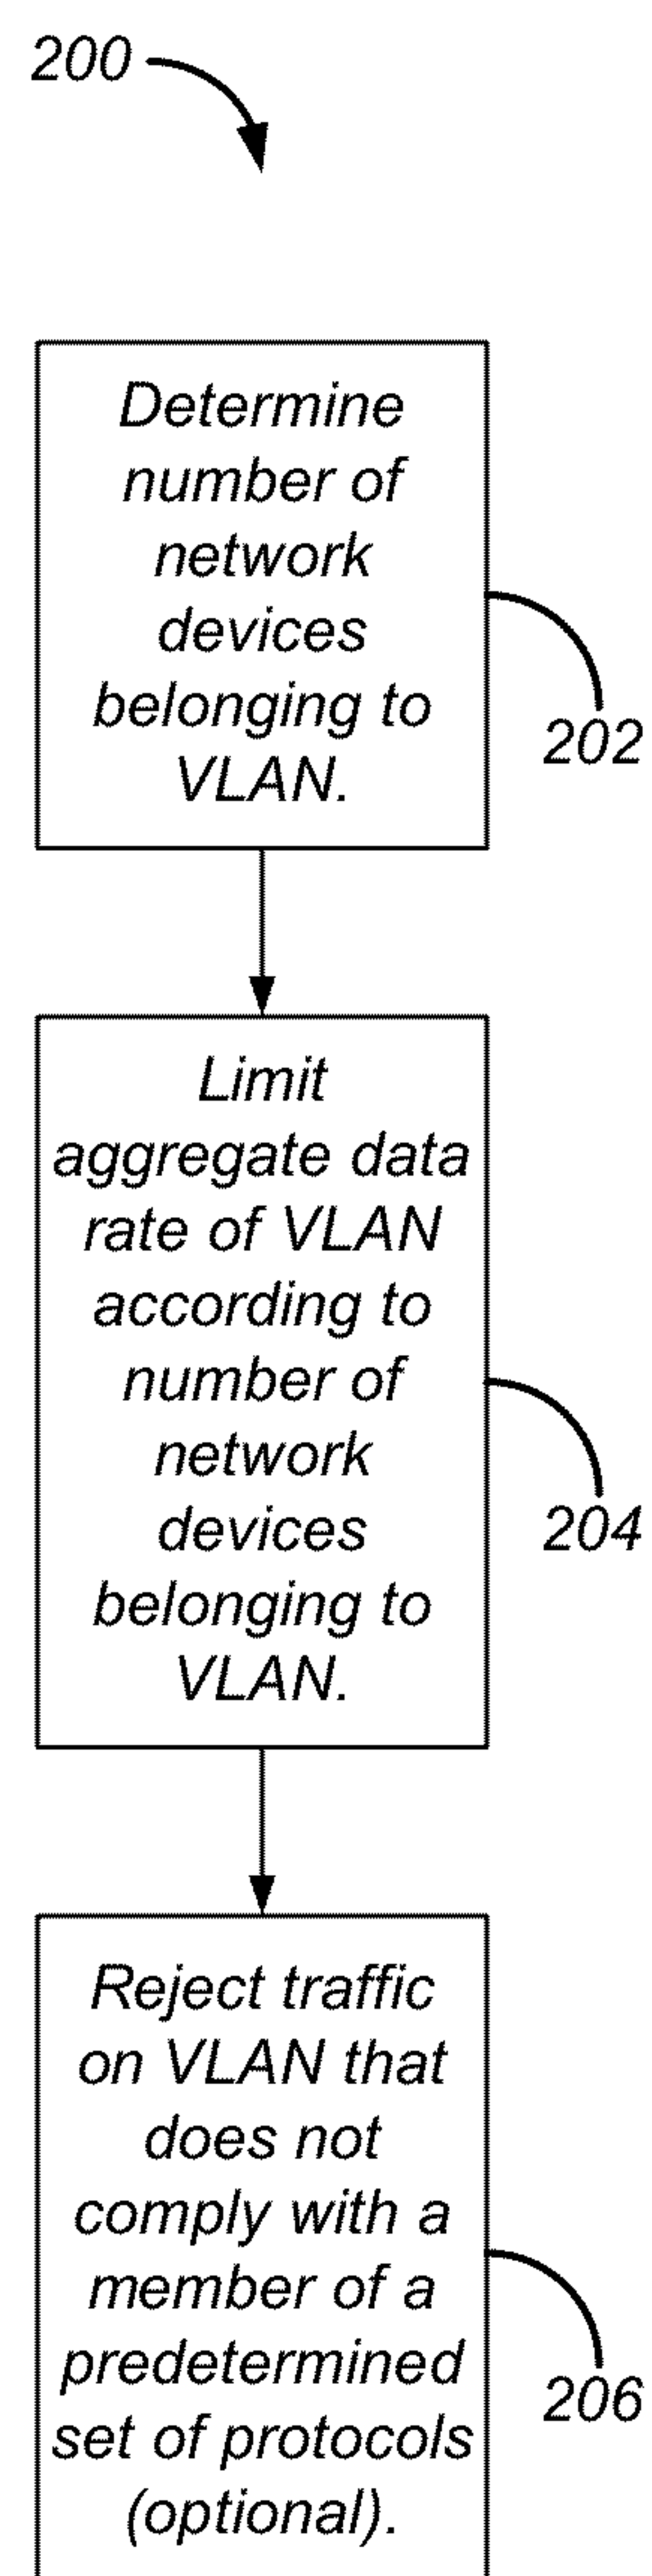 200
Determine
number of
network
devices
belonging to
VLAN.
202
Limit
aggregate data
rate of VLAN
according to
number of
network
devices
belonging to
VLAN.
204
Reject traffic
on VLAN that
does not
comply with a
member of a
predetermined
set of protocols
(optional).
206